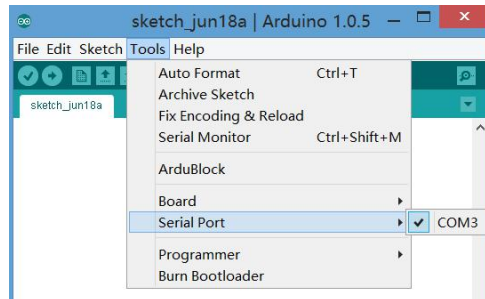 sketch_jun18a | Arduino 1.0.5
File Edit Sketch Tools Help
sketch_jun18a
Auto Format Ctrl+T
Archive Sketch
Fix Encoding & Reload
Serial Monitor Ctrl+Shift+M
ArduBlock
Board
Serial Port
COM3
Programmer
Burn Bootloader